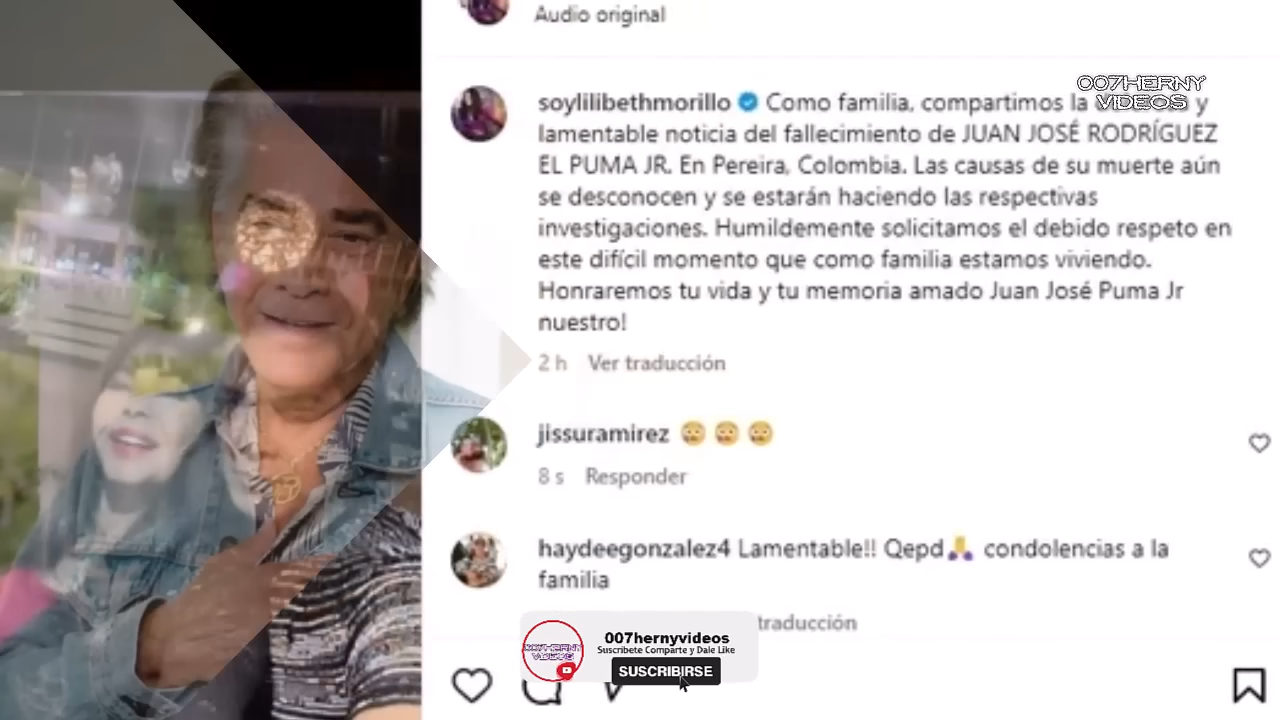 Audio original
007HERNY
VIDEOS
soylilibethmorillo Como familia, compartimos la y
lamentable noticia del fallecimiento de JUAN JOSÉ RODRÍGUEZ
EL PUMA JR. En Pereira, Colombia. Las causas de su muerte aún
se desconocen y se estarán haciendo las respectivas
investigaciones. Humildemente solicitamos el debido respeto en
este difícil momento que como familia estamos viviendo.
Honraremos tu vida y tu memoria amado Juan José Puma Jr
nuestro!
2 h Ver traducción
jissuramirez 😢 😢 😢
8 s Responder
haydeegonzalez4 Lamentable!! Qepd🙏 condolencias a la
familia
traducción
007HERNY
VIDEOS
007hernyvideos
Suscribete Comparte y Dale Like
SUSCRIBIRSE